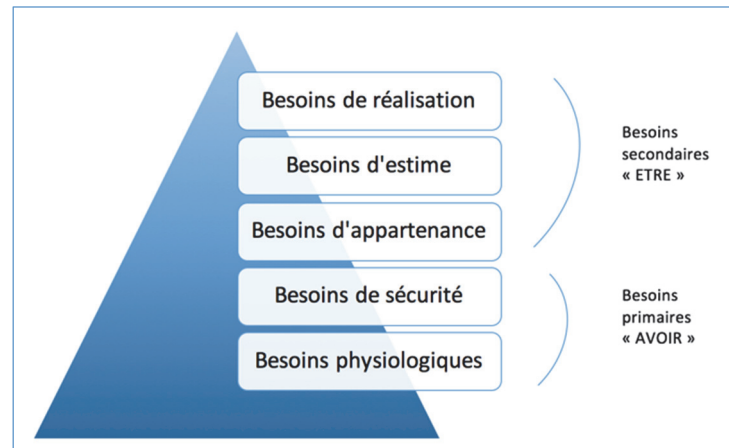 Besoins de réalisation
Besoins d'estime
Besoins d'appartenance
Besoins de sécurité
Besoins physiologiques
Besoins
secondaires
« ETRE »
Besoins
primaires
« AVOIR »